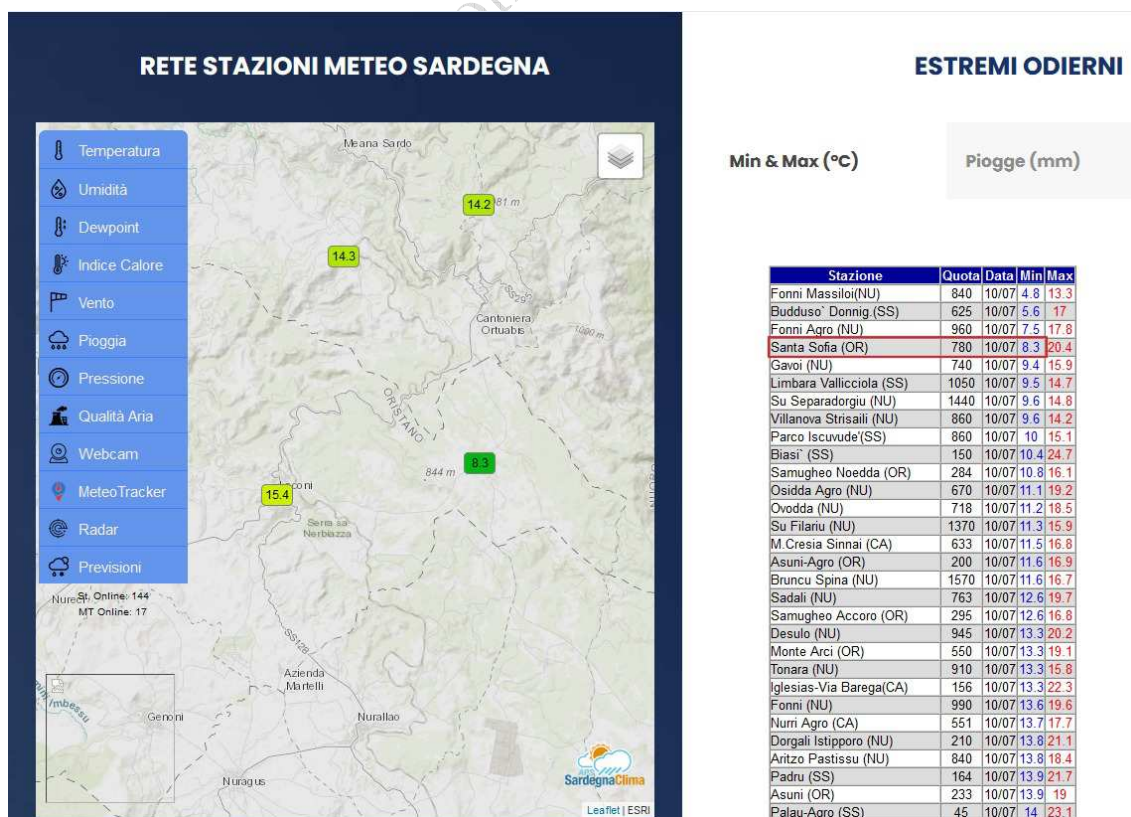 RETE STAZIONI METEO SARDEGNA
Temperatura
Umidità
Dewpoint
Indice Calore
Vento
Pioggia
Pressione
Qualità Aria
Webcam
MeteoTracker
Radar
Previsioni
St. Online: 144
MT Online: 17
Meana Sardo
14.2
14.3
Cantoniera
Ortuabis
ORISTANO
844 m
8.3
15.4
Serra sa
Nerbiazza
SS128
Azienda
Martelli
Genoni
Nurallao
Nuragus
SardegnaClima
Leaflet | ESRI
ESTREMI ODIERNI
Min & Max (°C)
Piogge (mm)
Stazione Quota Data Min Max
Fonni Massiloi(NU) 840 10/07 4.8 13.3
Budduso` Donnig.(SS) 625 10/07 5.6 17
Fonni Agro (NU) 960 10/07 7.5 17.8
Santa Sofia (OR) 780 10/07 8.3 20.4
Gavoi (NU) 740 10/07 9.4 15.9
Limbara Vallicciola (SS) 1050 10/07 9.5 14.7
Su Separadorgiu (NU) 1440 10/07 9.6 14.8
Villanova Strisaili (NU) 860 10/07 9.6 14.2
Parco Iscuvude'(SS) 860 10/07 10 15.1
Biasi` (SS) 150 10/07 10.4 24.7
Samugheo Noedda (OR) 284 10/07 10.8 16.1
Osidda Agro (NU) 670 10/07 11.1 19.2
Ovodda (NU) 718 10/07 11.2 18.5
Su Filariu (NU) 1370 10/07 11.3 15.9
M.Cresia Sinnai (CA) 633 10/07 11.5 16.8
Asuni-Agro (OR) 200 10/07 11.6 16.9
Bruncu Spina (NU) 1570 10/07 11.6 16.7
Sadali (NU) 763 10/07 12.6 19.7
Samugheo Accoro (OR) 295 10/07 12.6 16.8
Desulo (NU) 945 10/07 13.3 20.2
Monte Arci (OR) 550 10/07 13.3 19.1
Tonara (NU) 910 10/07 13.3 15.8
Iglesias-Via Barega(CA) 156 10/07 13.3 22.3
Fonni (NU) 990 10/07 13.6 19.6
Nurri Agro (CA) 551 10/07 13.7 17.7
Dorgali Istipporo (NU) 210 10/07 13.8 21.1
Aritzo Pastissu (NU) 840 10/07 13.8 18.4
Padru (SS) 164 10/07 13.9 21.7
Asuni (OR) 233 10/07 13.9 19
Palau-Agro (SS) 45 10/07 14 23.1